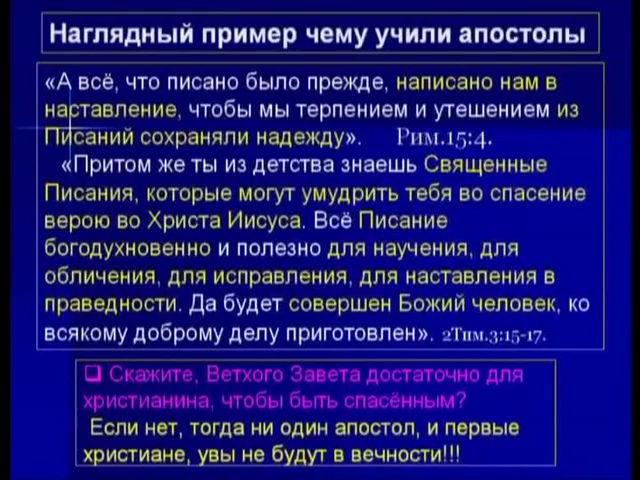 Наглядный пример чему учили апостолы
«А всё, что писано было прежде, написано нам в
наставление, чтобы мы терпением и утешением из
Писаний сохраняли надежду». Рим.15:4.
«Притом же ты из детства знаешь Священные
Писания, которые могут умудрить тебя во спасение
верою во Христа Иисуса. Всё Писание
богодухновенно и полезно для научения, для
обличения, для исправления, для наставления в
праведности. Да будет совершен Божий человек, ко
всякому доброму делу приготовлен». 2Тим.3:15-17.
❑ Скажите, Ветхого Завета достаточно для
христианина, чтобы быть спасённым?
Если нет, тогда ни один апостол, и первые
христиане, увы не будут в вечности!!!